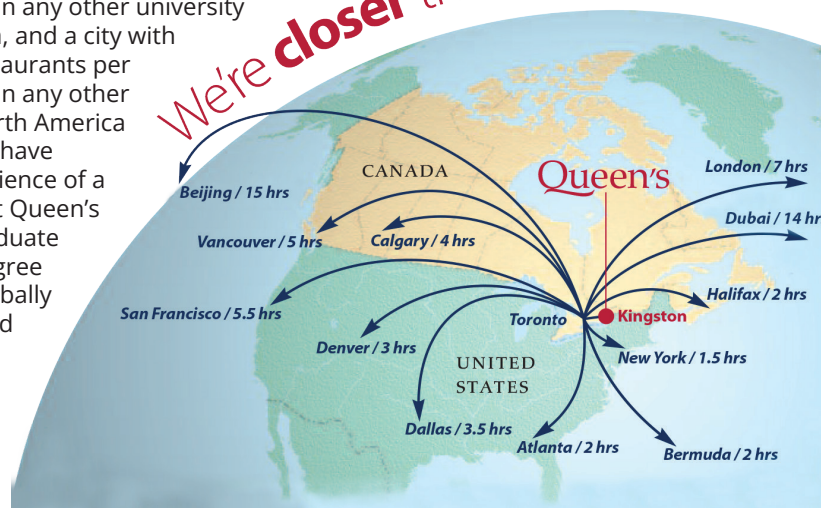 n any other university
, and a city with
aurants per
n any other
rth America
have
ience of a
t Queen's
duate
gree
bally
d
We're closer
CANADA
Queen's
London / 7 hrs
Beijing / 15 hrs
Dubai / 14 hr
Vancouver / 5 hrs
Calgary / 4 hrs
Halifax / 2 hrs
San Francisco / 5.5 hrs
Toronto
Kingston
Denver / 3 hrs
New York / 1.5 hrs
UNITED
STATES
Dallas / 3.5 hrs
Atlanta / 2 hrs
Bermuda / 2 hrs